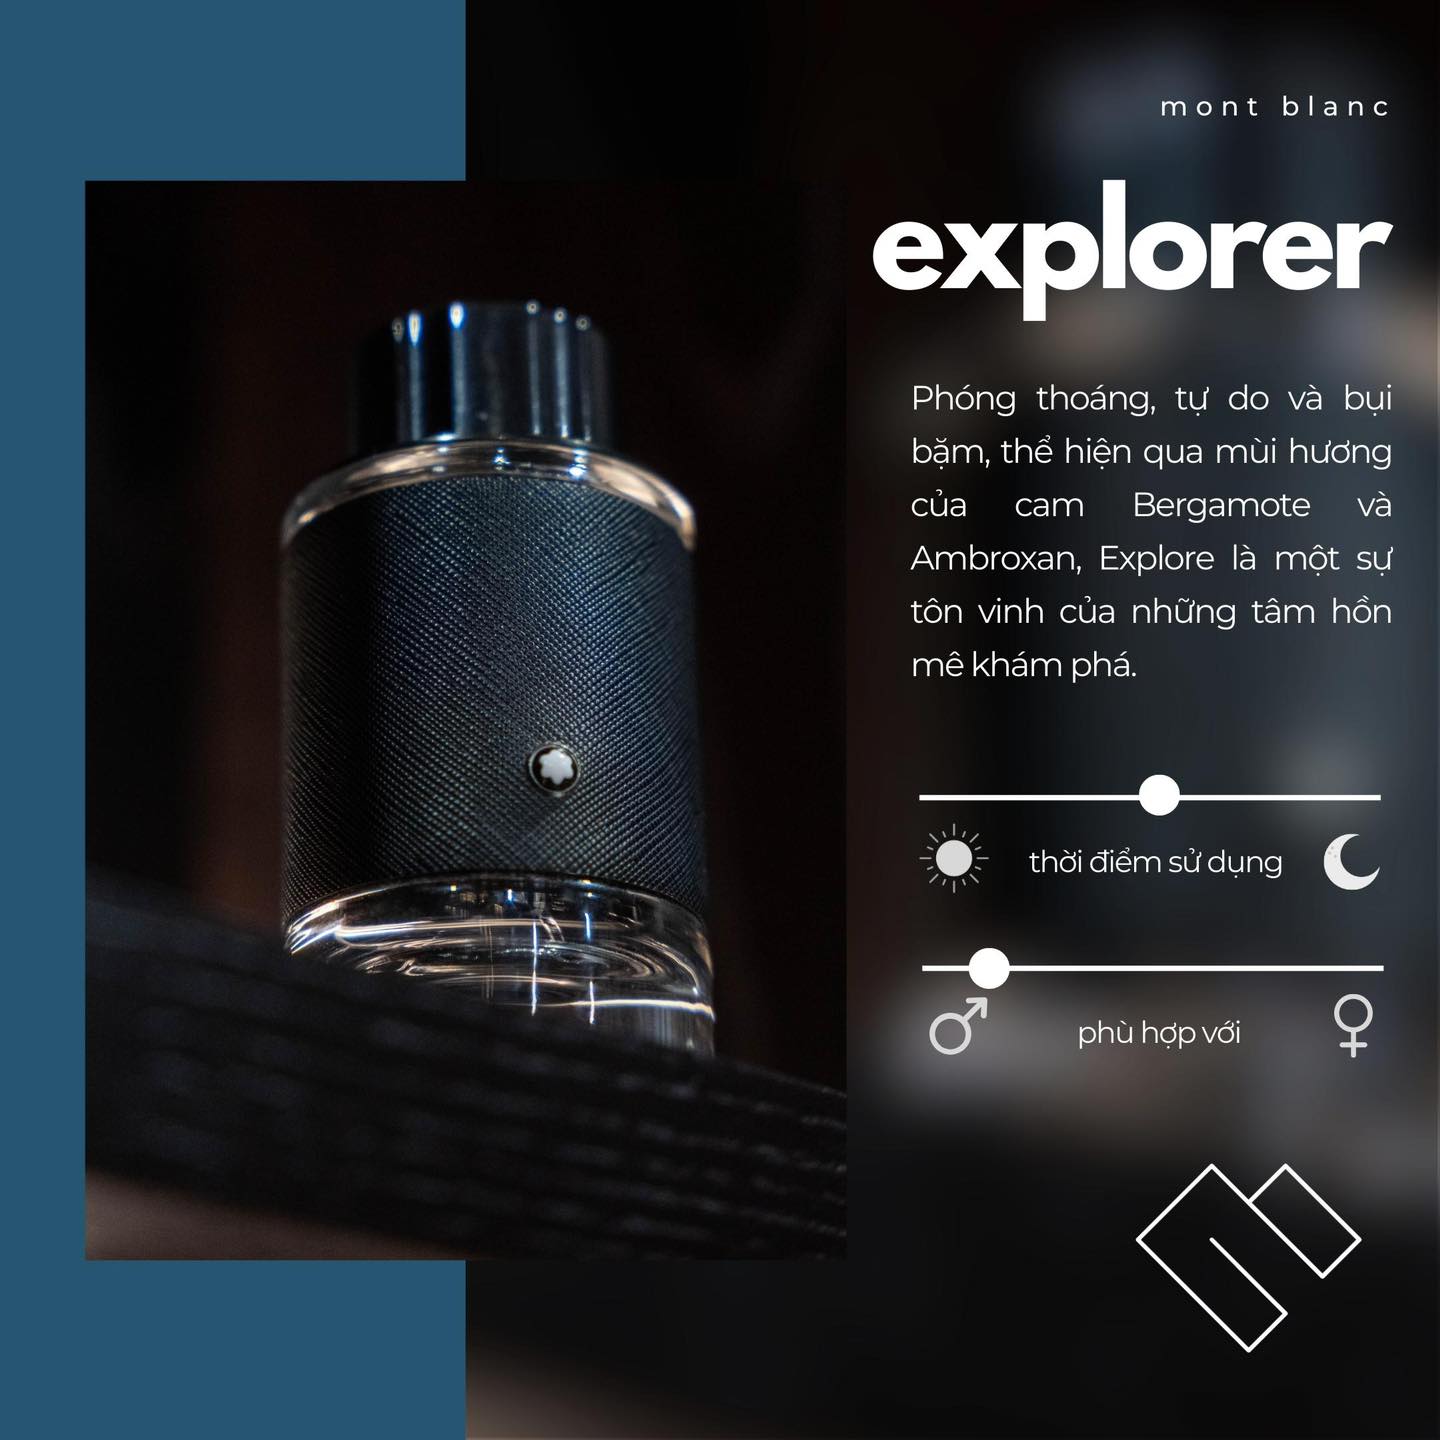 mont blanc
explorer
Phóng thoáng, tự do và bụi
bặm, thể hiện qua mùi hương
của cam Bergamote và
Ambroxan, Explore là một sự
tôn vinh của những tâm hồn
mê khám phá.
thời điểm sử dụng
phù hợp với